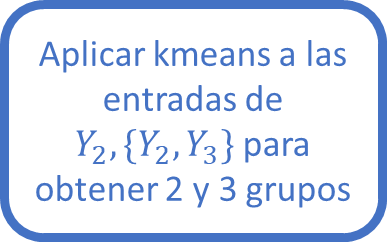 Aplicar kmeans a las
entradas de
Y₂, {Y₂, Y₃} para
obtener 2 y 3 grupos